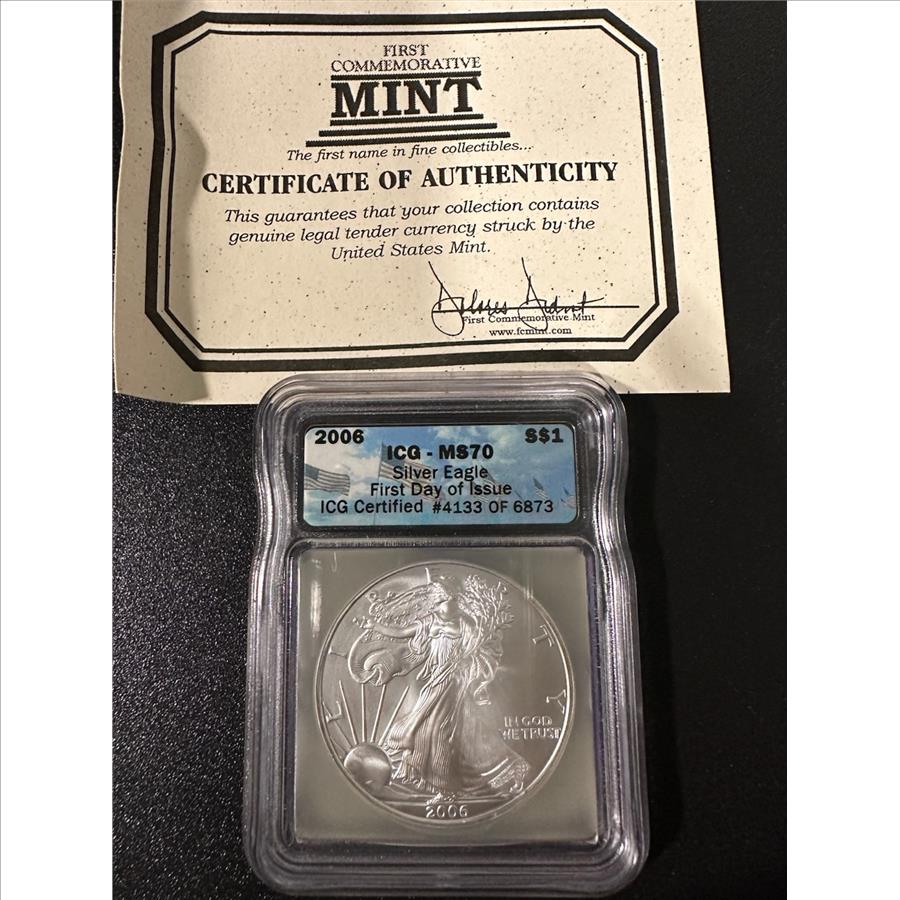 FIRST
COMMEMORATIVE
MINT
The first name in fine collectibles...
CERTIFICATE OF AUTHENTICITY
This guarantees that your collection contains
genuine legal tender currency struck by the
United States Mint.
Dolores Ardnt
First Commemorative Mint
www.fcmint.com
2006 S$1
ICG - MS70
Silver Eagle
First Day of Issue
ICG Certified #4133 OF 6873
L I E T Y
IN GOD
WE TRUST
2006